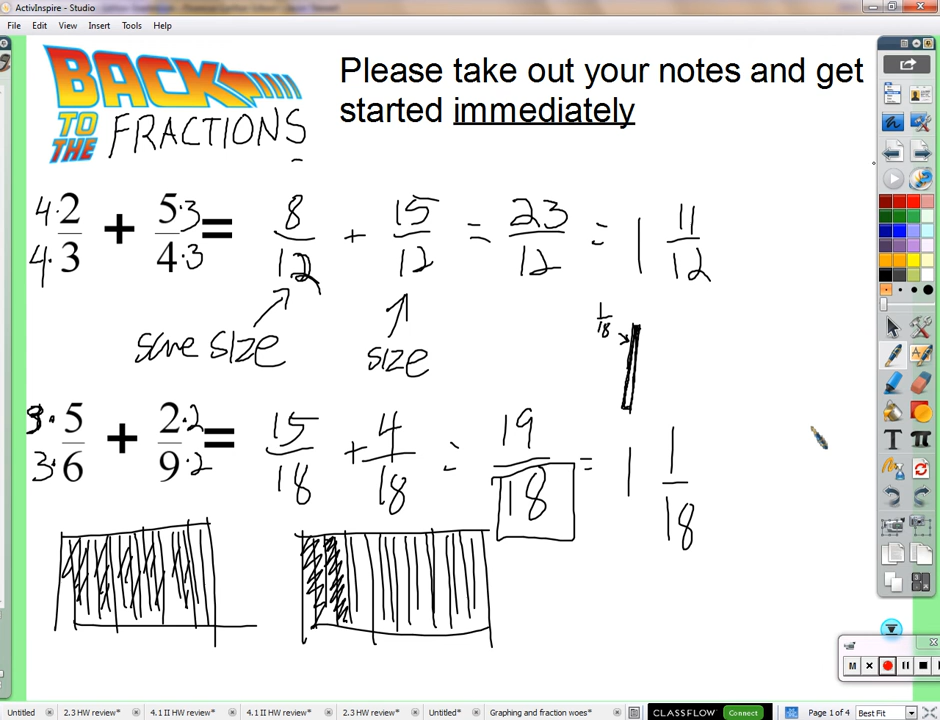 ActivInspire - Studio
File Edit View Insert Tools Help
BACK
TO THE FRACTIONS
Please take out your notes and get
started immediately
4·2/4·3 + 5·3/4·3 = 8/12 + 15/12 = 23/12 = 1 11/12
same size
size
1/18
3·5/3·6 + 2·2/9·2 = 15/18 + 4/18 = 19/18 = 1 1/18
Untitled 2.3 HW review* 4.1 II HW review* 4.1 II HW review* 2.3 HW review* Untitled* Graphing and fraction woes* CLASSFLOW Connect Page 1 of 4 Best Fit